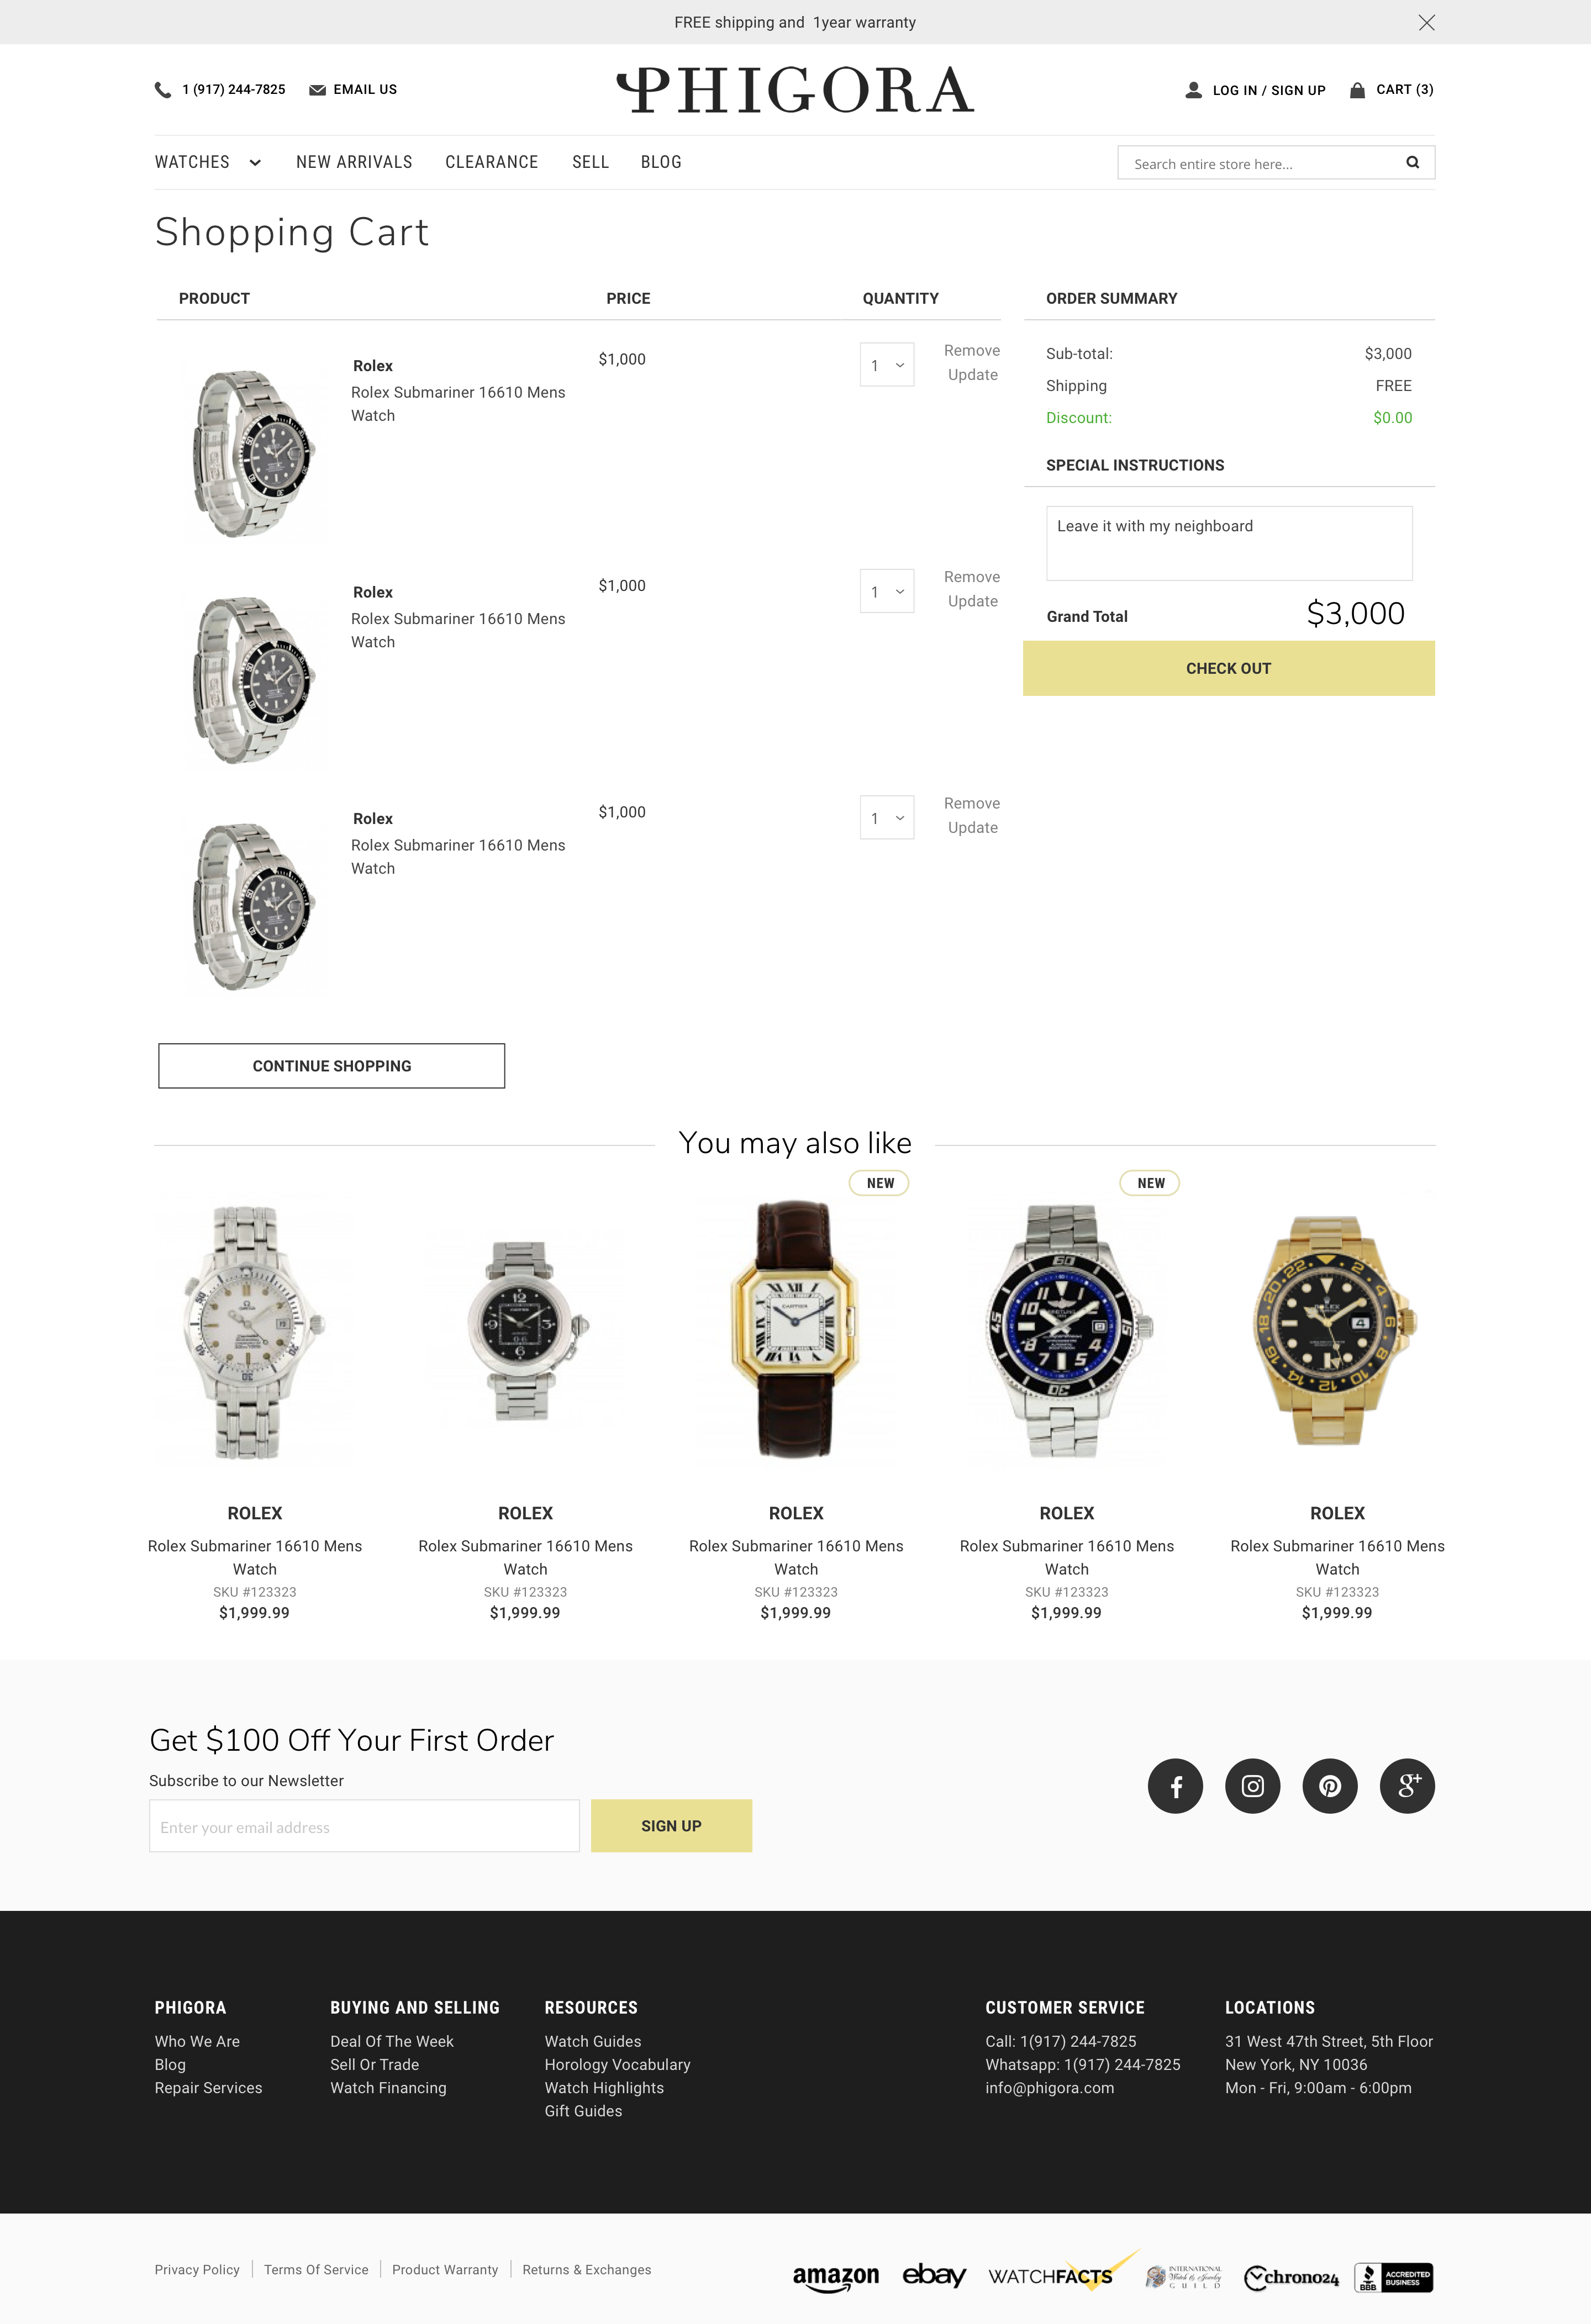 FREE shipping and 1year warranty
1 (917) 244-7825 EMAIL US
PHIGORA
LOG IN / SIGN UP CART (3)
WATCHES NEW ARRIVALS CLEARANCE SELL BLOG
Search entire store here...
Shopping Cart
PRODUCT PRICE QUANTITY
Rolex
Rolex Submariner 16610 Mens
Watch
$1,000
1
Remove
Update
Rolex
Rolex Submariner 16610 Mens
Watch
$1,000
1
Remove
Update
Rolex
Rolex Submariner 16610 Mens
Watch
$1,000
1
Remove
Update
ORDER SUMMARY
Sub-total: $3,000
Shipping FREE
Discount: $0.00
SPECIAL INSTRUCTIONS
Leave it with my neighboard
Grand Total $3,000
CHECK OUT
CONTINUE SHOPPING
You may also like
ROLEX
Rolex Submariner 16610 Mens
Watch
SKU #123323
$1,999.99
ROLEX
Rolex Submariner 16610 Mens
Watch
SKU #123323
$1,999.99
NEW
CARTIER
ROLEX
Rolex Submariner 16610 Mens
Watch
SKU #123323
$1,999.99
NEW
ROLEX
Rolex Submariner 16610 Mens
Watch
SKU #123323
$1,999.99
ROLEX
Rolex Submariner 16610 Mens
Watch
SKU #123323
$1,999.99
Get $100 Off Your First Order
Subscribe to our Newsletter
Enter your email address
SIGN UP
PHIGORA
Who We Are
Blog
Repair Services
BUYING AND SELLING
Deal Of The Week
Sell Or Trade
Watch Financing
RESOURCES
Watch Guides
Horology Vocabulary
Watch Highlights
Gift Guides
CUSTOMER SERVICE
Call: 1(917) 244-7825
Whatsapp: 1(917) 244-7825
info@phigora.com
LOCATIONS
31 West 47th Street, 5th Floor
New York, NY 10036
Mon - Fri, 9:00am - 6:00pm
Privacy Policy Terms Of Service Product Warranty Returns & Exchanges
amazon
ebay
WATCHFACTS
INTERNATIONAL
Watch & Jewelry
GUILD
chrono24
BBB
ACCREDITED
BUSINESS